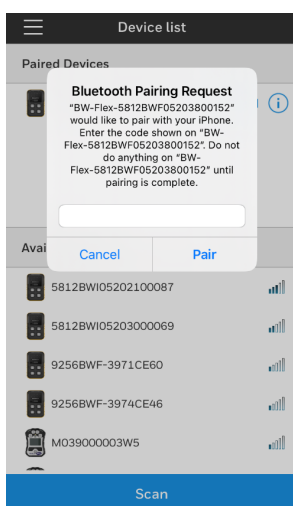 Device list
Paired Devices
Bluetooth Pairing Request
"BW-Flex-5812BWF05203800152"
would like to pair with your iPhone.
Enter the code shown on "BW-
Flex-5812BWF05203800152". Do not
do anything on "BW-
Flex-5812BWF05203800152" until
pairing is complete.
Cancel
Pair
Avai
5812BWI05202100087
5812BWI05203000069
9256BWF-3971CE60
9256BWF-3974CE46
M039000003W5
Scan